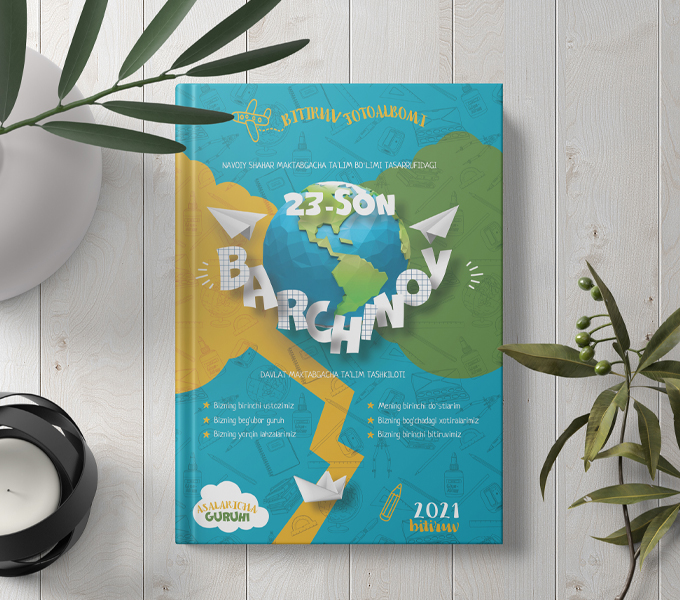 BITIRUV FOTOALBOMI
NAVOIY SHAHAR MAKTABGACHA TA'LIM BO'LIMI TASARRUFIDAGI
23-SON
BARCHINOY
DAVLAT MAKTABGACHA TA'LIM TASHKILOTI
Bizning birinchi ustozimiz
Bizning beg'ubor guruh
Bizning yorqin lahzalarimiz
Mening birinchi do'stlarim
Bizning bog'chadagi xotiralarimiz
Bizning birinchi bitiruvimiz
ASALARICHA
GURUHI
2021
bitiruv